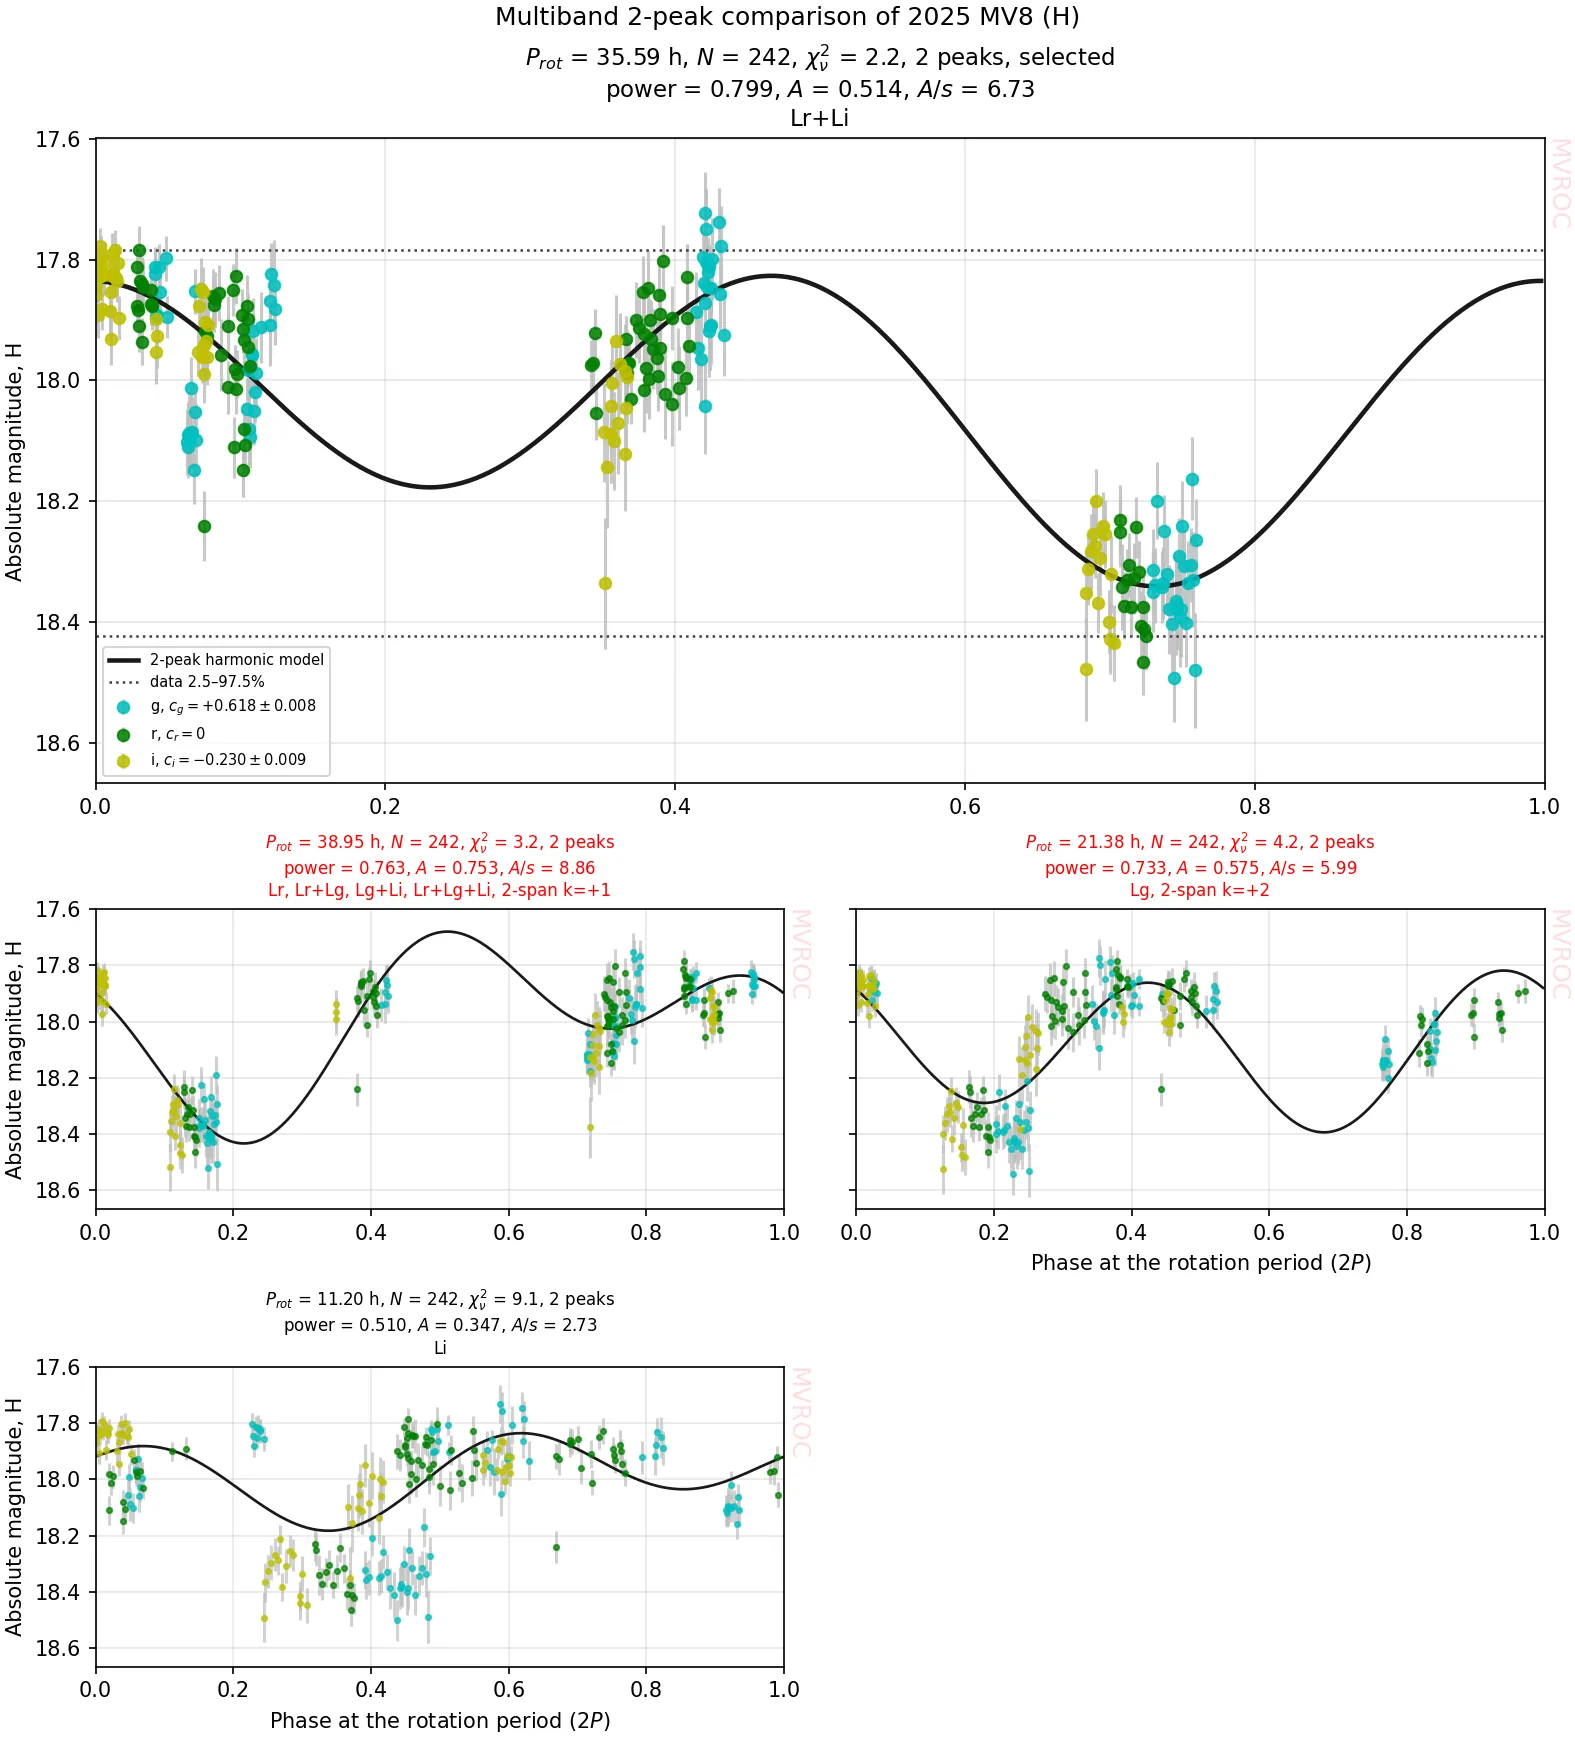 Multiband 2-peak comparison of 2025 MV8 (H)
P_rot = 35.59 h, N = 242, χ²_ν = 2.2, 2 peaks, selected
power = 0.799, A = 0.514, A/s = 6.73
Lr+Li
17.6
17.8
18.0
18.2
18.4
18.6
Absolute magnitude, H
MVROC
2-peak harmonic model
data 2.5–97.5%
g, c_g = +0.618 ± 0.008
r, c_r = 0
i, c_i = −0.230 ± 0.009
0.0 0.2 0.4 0.6 0.8 1.0
P_rot = 38.95 h, N = 242, χ²_ν = 3.2, 2 peaks
power = 0.763, A = 0.753, A/s = 8.86
Lr, Lr+Lg, Lg+Li, Lr+Lg+Li, 2-span k=+1
17.6
17.8
18.0
18.2
18.4
18.6
Absolute magnitude, H
MVROC
0.0 0.2 0.4 0.6 0.8 1.0
P_rot = 21.38 h, N = 242, χ²_ν = 4.2, 2 peaks
power = 0.733, A = 0.575, A/s = 5.99
Lg, 2-span k=+2
MVROC
0.0 0.2 0.4 0.6 0.8 1.0
Phase at the rotation period (2P)
P_rot = 11.20 h, N = 242, χ²_ν = 9.1, 2 peaks
power = 0.510, A = 0.347, A/s = 2.73
Li
17.6
17.8
18.0
18.2
18.4
18.6
Absolute magnitude, H
MVROC
0.0 0.2 0.4 0.6 0.8 1.0
Phase at the rotation period (2P)